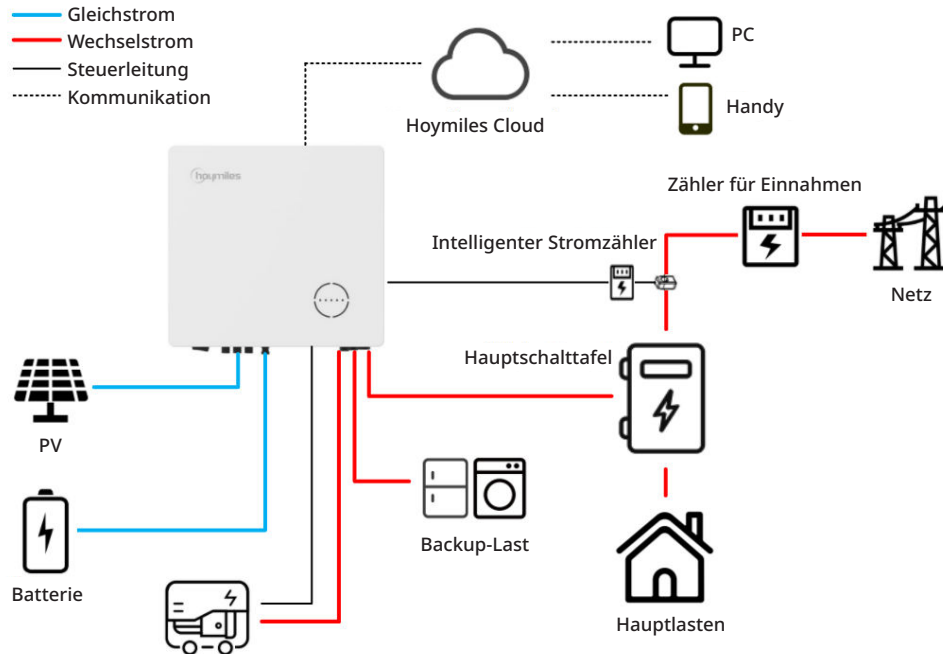 Gleichstrom
Wechselstrom
Steuerleitung
Kommunikation
PC
Hoymiles Cloud
Handy
hoymiles
Zähler für Einnahmen
Intelligenter Stromzähler
Netz
Hauptschalttafel
PV
Backup-Last
Batterie
Hauptlasten